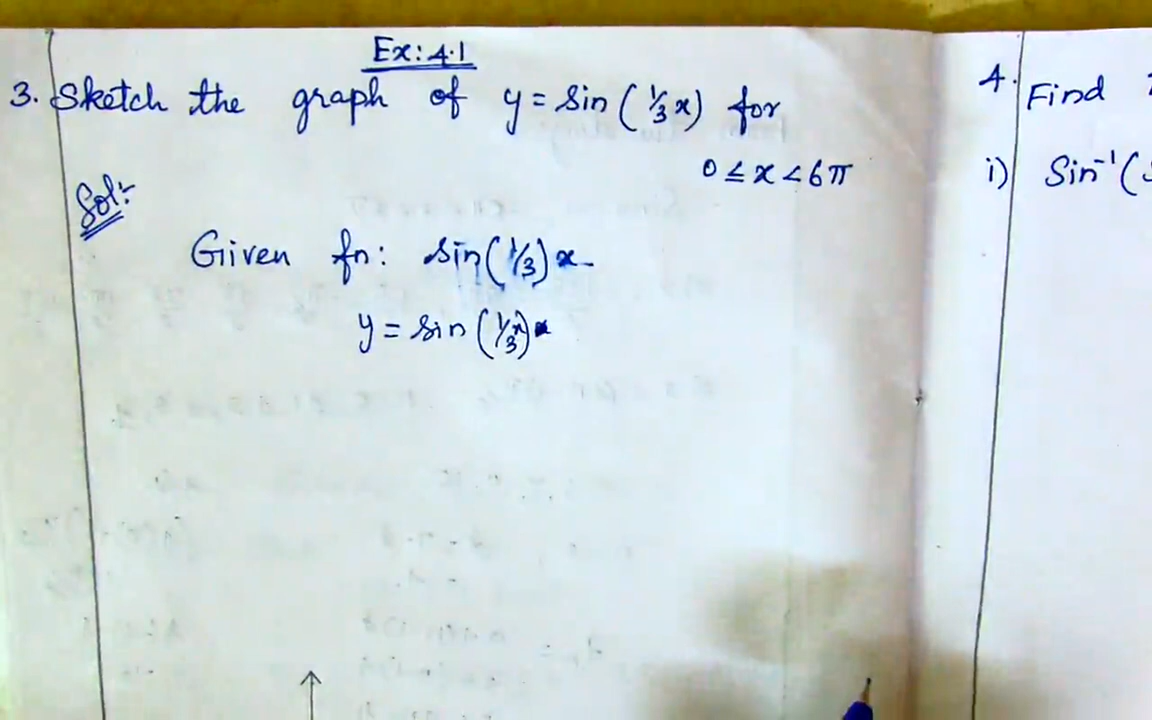 Ex: 4.1
3. Sketch the graph of y = sin (1/3 x) for
0 ≤ x < 6π
Sol:-
Given fn: sin(1/3) x
y = sin (1/3 x)
4. Find
i) Sin⁻¹(